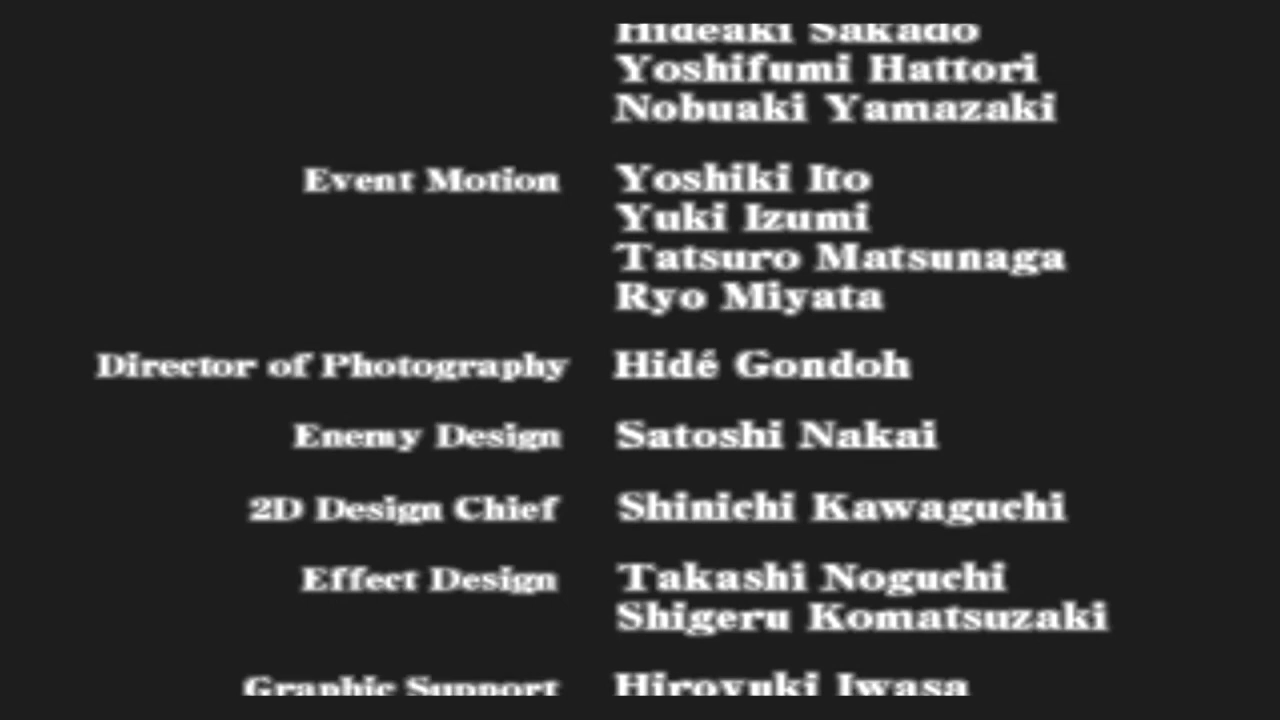 Hideaki Sakado
Yoshifumi Hattori
Nobuaki Yamazaki
Event Motion Yoshiki Ito
Yuki Izumi
Tatsuro Matsunaga
Ryo Miyata
Director of Photography Hidé Gondoh
Enemy Design Satoshi Nakai
2D Design Chief Shinichi Kawaguchi
Effect Design Takashi Noguchi
Shigeru Komatsuzaki
Graphic Support Hiroyuki Iwasa